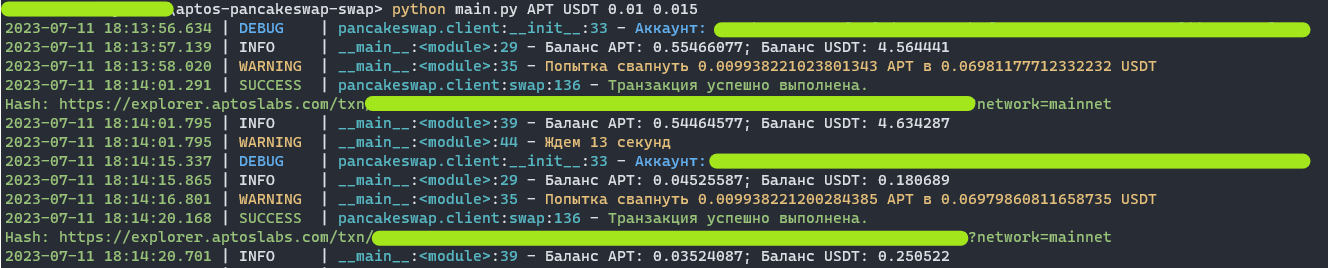 \aptos-pancakeswap-swap> python main.py APT USDT 0.01 0.015
2023-07-11 18:13:56.634 | DEBUG    | pancakeswap.client:__init__:33 - Аккаунт:
2023-07-11 18:13:57.139 | INFO     | __main__:<module>:29 - Баланс APT: 0.55466077; Баланс USDT: 4.564441
2023-07-11 18:13:58.020 | WARNING  | __main__:<module>:35 - Попытка свапнуть 0.009938221023801343 APT в 0.06981177712332232 USDT
2023-07-11 18:14:01.291 | SUCCESS  | pancakeswap.client:swap:136 - Транзакция успешно выполнена.
Hash: https://explorer.aptoslabs.com/txn/ network=mainnet
2023-07-11 18:14:01.795 | INFO     | __main__:<module>:39 - Баланс APT: 0.54464577; Баланс USDT: 4.634287
2023-07-11 18:14:01.795 | WARNING  | __main__:<module>:44 - Ждем 13 секунд
2023-07-11 18:14:15.337 | DEBUG    | pancakeswap.client:__init__:33 - Аккаунт:
2023-07-11 18:14:15.865 | INFO     | __main__:<module>:29 - Баланс APT: 0.04525587; Баланс USDT: 0.180689
2023-07-11 18:14:16.801 | WARNING  | __main__:<module>:35 - Попытка свапнуть 0.009938221200284385 APT в 0.06979860811658735 USDT
2023-07-11 18:14:20.168 | SUCCESS  | pancakeswap.client:swap:136 - Транзакция успешно выполнена.
Hash: https://explorer.aptoslabs.com/txn/ ?network=mainnet
2023-07-11 18:14:20.701 | INFO     | __main__:<module>:39 - Баланс APT: 0.03524087; Баланс USDT: 0.250522